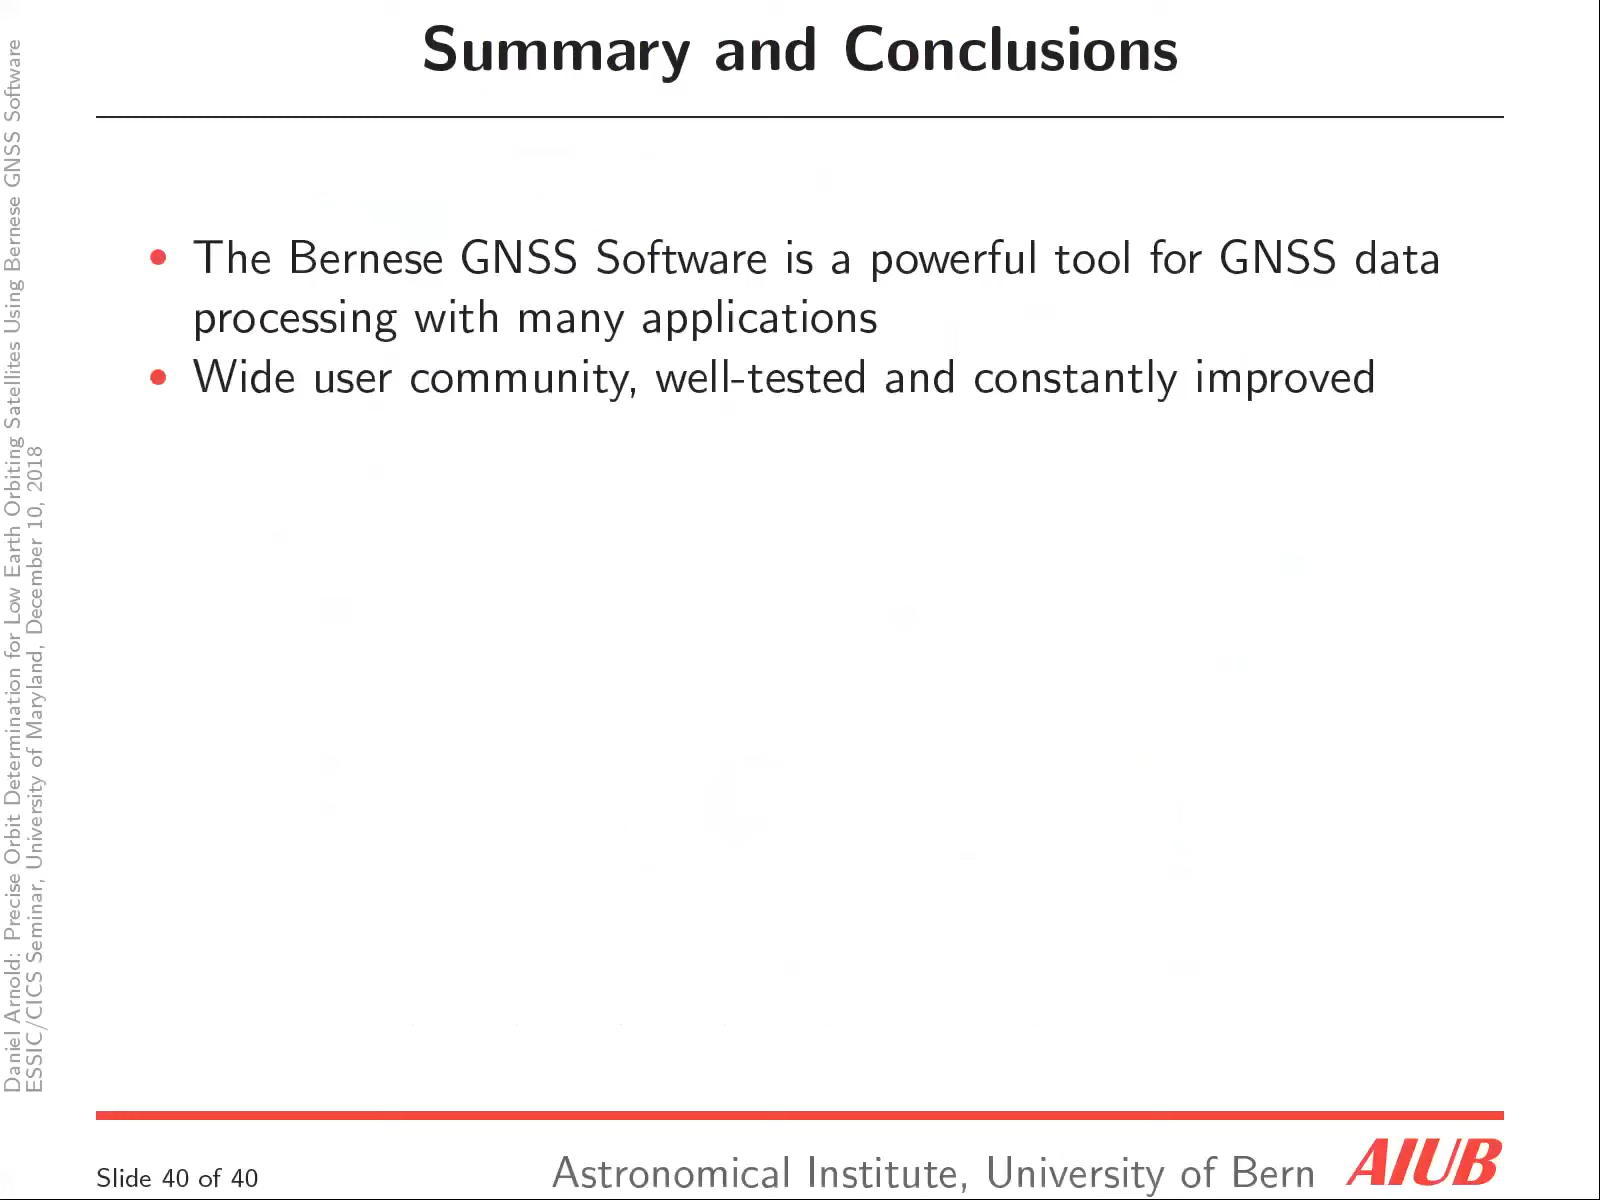 Summary and Conclusions
• The Bernese GNSS Software is a powerful tool for GNSS data
processing with many applications
• Wide user community, well-tested and constantly improved
Daniel Arnold: Precise Orbit Determination for Low Earth Orbiting Satellites Using Bernese GNSS Software
ESSIC/CICS Seminar, University of Maryland, December 10, 2018
Slide 40 of 40
Astronomical Institute, University of Bern
AIUB